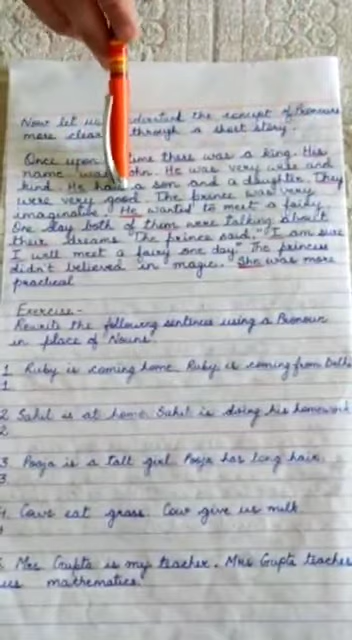 Now let us understand the concept of Pronouns
more clear through a short story.
Once upon time there was a king. His
name was John. He was very wise and
kind. He had a son and a daughter. They
were very good. The prince was very
imaginative. He wanted to meet a fairy.
One day both of them were talking about
their dreams. The prince said, "I am sure
I will meet a fairy one day". The princess
didn't believed in magic. She was more
practical
Exercise-
Rewrite the following sentences using a Pronoun
in place of Nouns
1 Ruby is coming home. Ruby is coming from Delhi
1
2 Sahil is at home. Sahil is doing his homework
2
3. Pooja is a tall girl. Pooja has long hair.
3.
4. Cows eat grass. Cow give us milk
Mrs Gupta is my teacher. Mrs Gupta teaches
us mathematics.